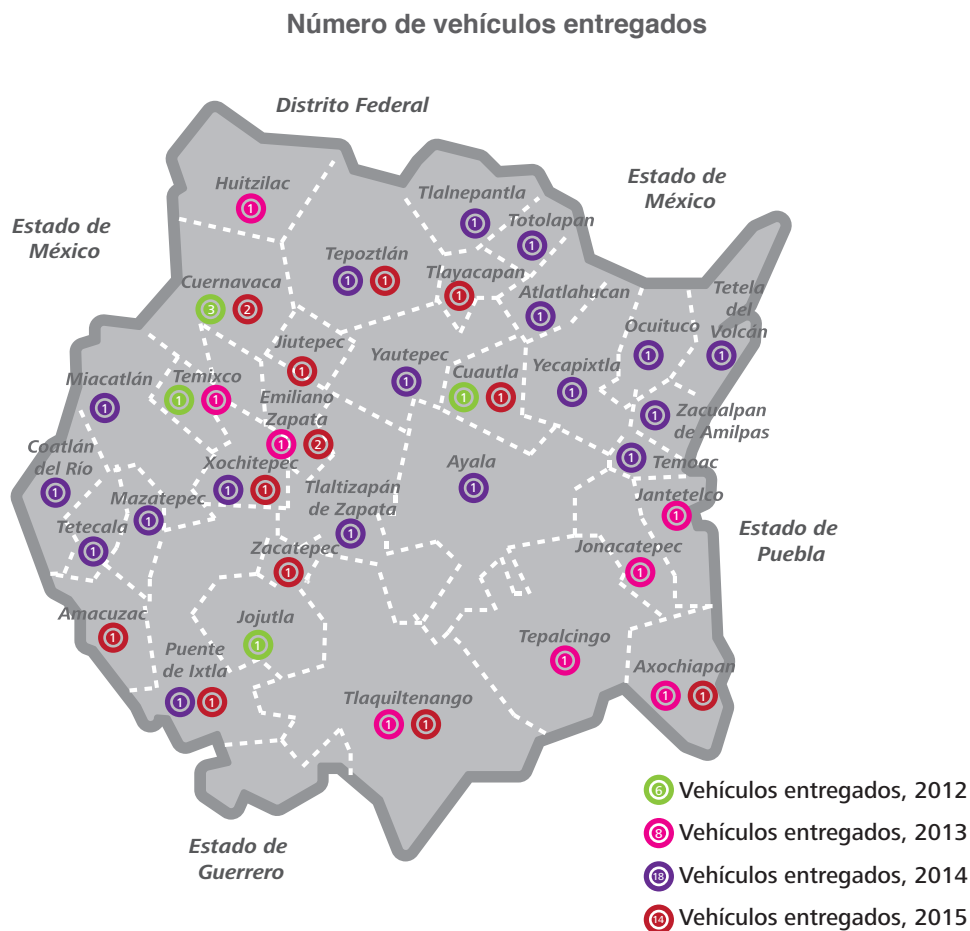 Número de vehículos entregados
Distrito Federal
Estado de
México
Estado de
México
Huitzilac
1
Tlalnepantla
1
Totolapan
1
Tepoztlán
1 1
Tlayacapan
1
Cuernavaca
3 2
Atlatlahucan
1
Tetela
del
Volcán
1
Ocuituco
1
Jiutepec
1
Yautepec
1
Cuautla
1 1
Yecapixtla
1
Miacatlán
1
Temixco
1 1
Emiliano
Zapata
1 2
Zacualpan
de Amilpas
1
Temoac
1
Coatlán
del Río
1
Xochitepec
1 1
Ayala
1
Mazatepec
1
Tlaltizapán
de Zapata
1
Jantetelco
1
Tetecala
1
Estado de
Puebla
Zacatepec
1
Jonacatepec
1
Amacuzac
1
Jojutla
1
Tepalcingo
1
Puente
de Ixtla
1 1
Axochiapan
1 1
Tlaquiltenango
1 1
Estado de
Guerrero
6 Vehículos entregados, 2012
8 Vehículos entregados, 2013
18 Vehículos entregados, 2014
14 Vehículos entregados, 2015